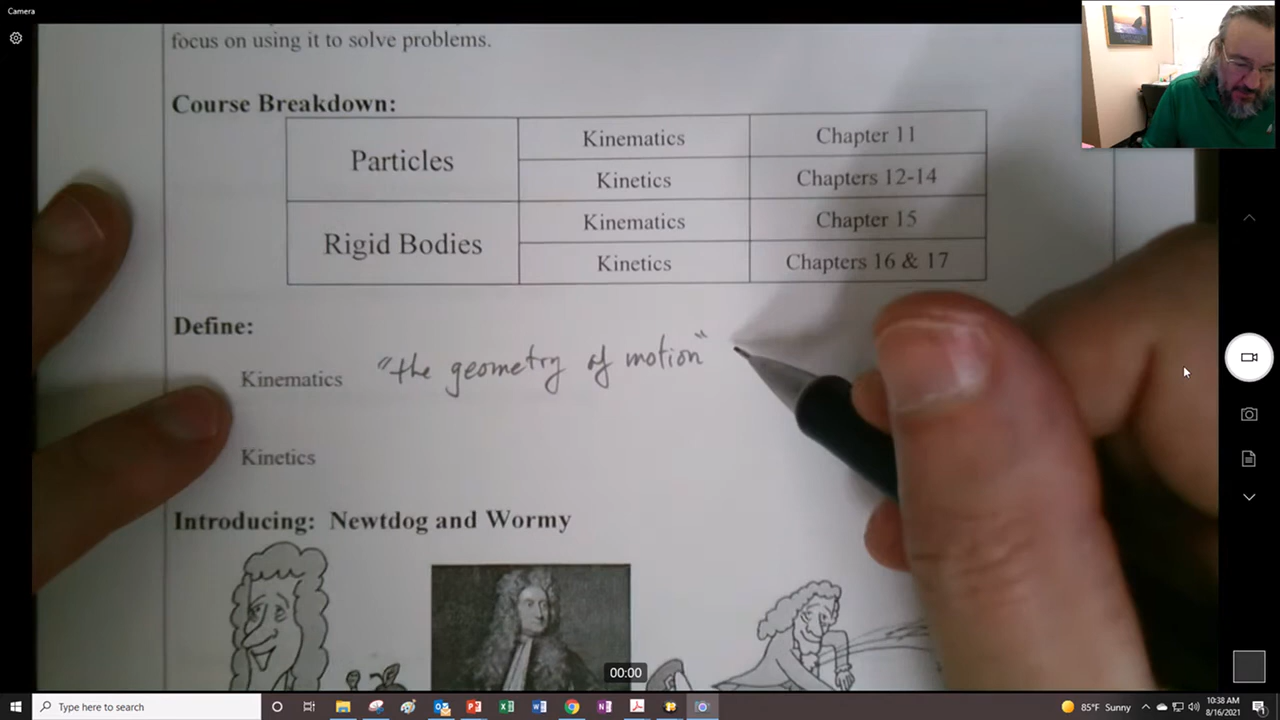 Camera
focus on using it to solve problems.
Course Breakdown:
Particles Kinematics Chapter 11
Kinetics Chapters 12-14
Rigid Bodies Kinematics Chapter 15
Kinetics Chapters 16 & 17
Define:
Kinematics "the geometry of motion"
Kinetics
Introducing: Newtdog and Wormy
00:00
Type here to search
85°F Sunny
10:38 AM
8/16/2021